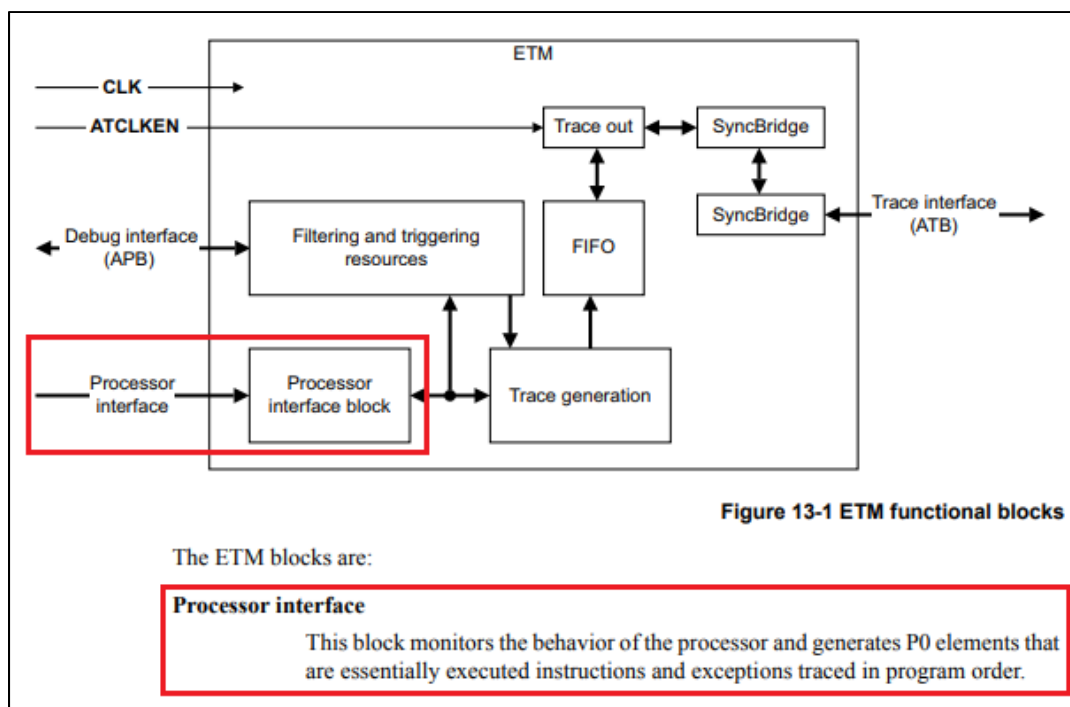 ETM
CLK
ATCLKEN
Trace out
SyncBridge
SyncBridge
Trace interface
(ATB)
Debug interface
(APB)
Filtering and triggering
resources
FIFO
Processor
interface
Processor
interface block
Trace generation
Figure 13-1 ETM functional blocks
The ETM blocks are:
Processor interface
This block monitors the behavior of the processor and generates P0 elements that
are essentially executed instructions and exceptions traced in program order.